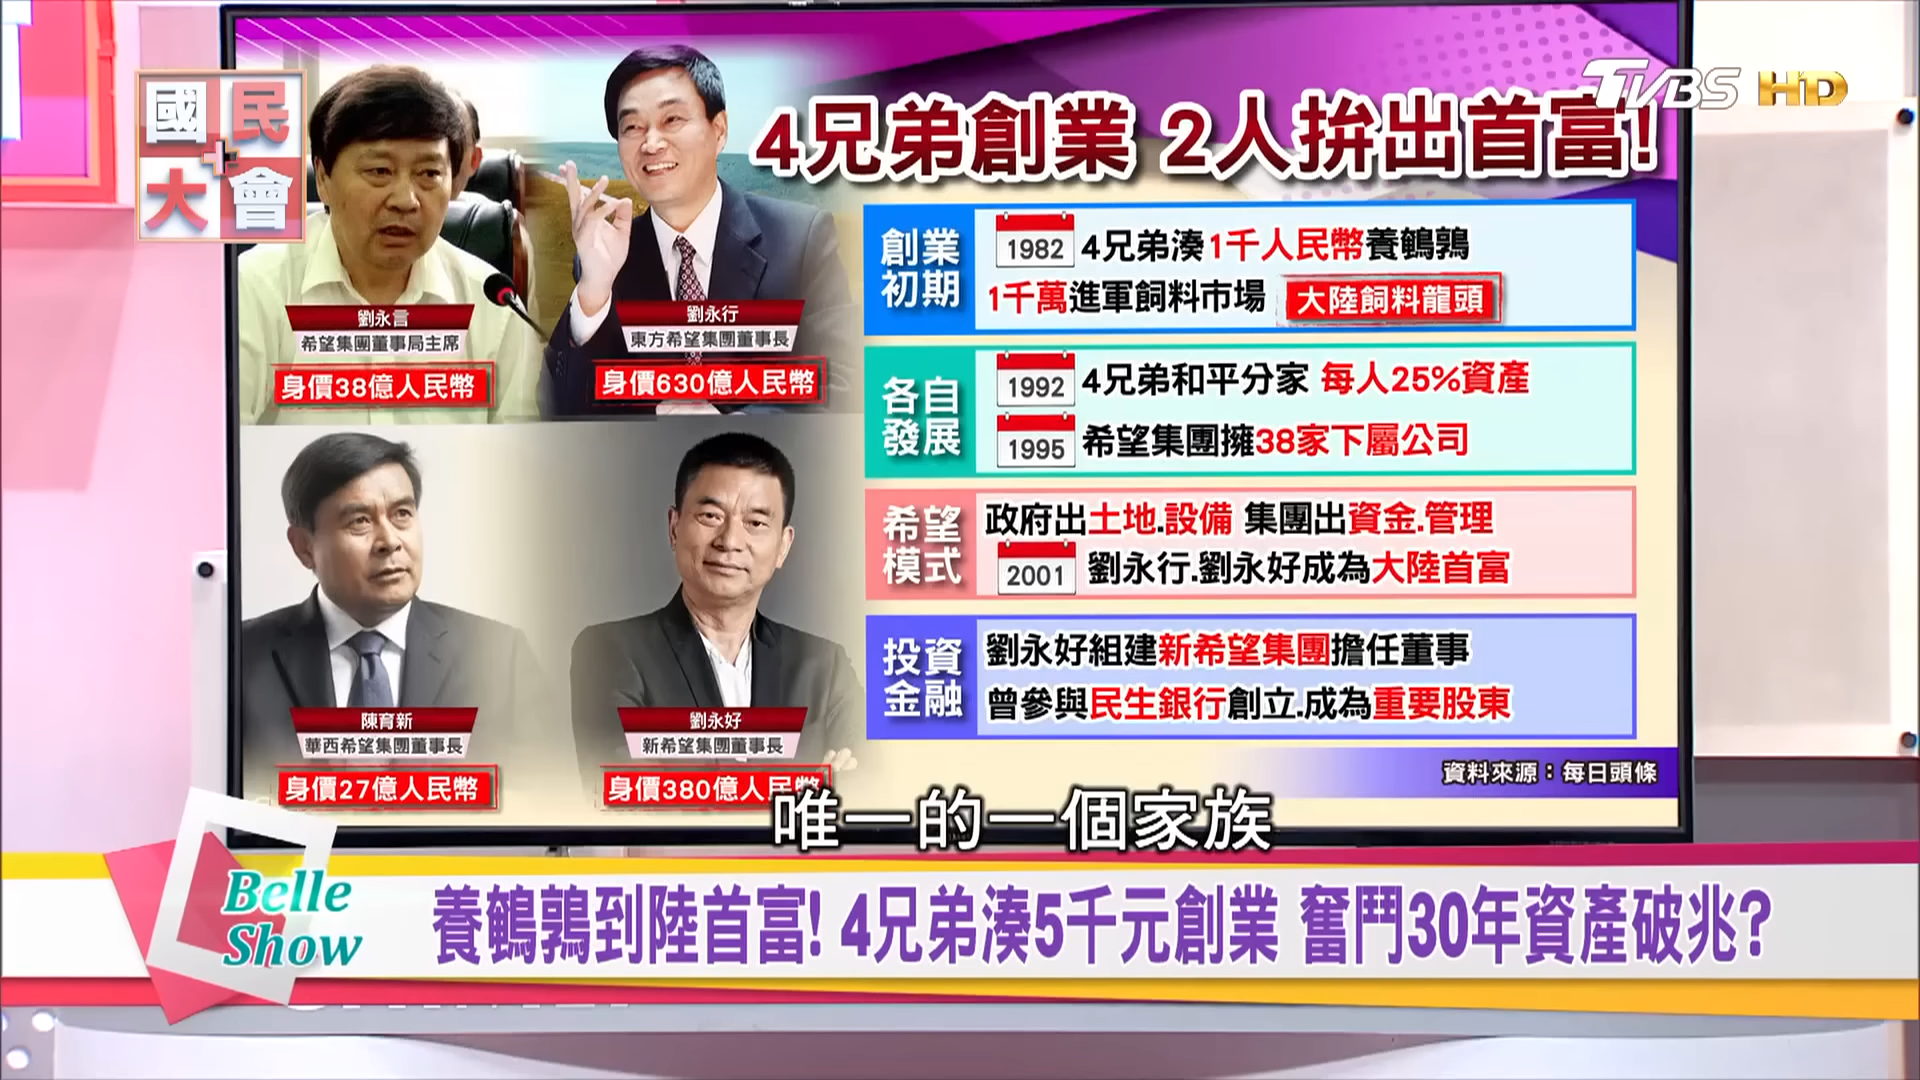 國民
大會
TVBS HD
4兄弟創業 2人拚出首富!
劉永言
希望集團董事局主席
身價38億人民幣
劉永行
東方希望集團董事長
身價630億人民幣
陳育新
華西希望集團董事長
身價27億人民幣
劉永好
新希望集團董事長
身價380億人民幣
創業
初期
1982 4兄弟湊1千人民幣養鵪鶉
1千萬進軍飼料市場 大陸飼料龍頭
各自
發展
1992 4兄弟和平分家 每人25%資產
1995 希望集團擁38家下屬公司
希望
模式
政府出土地.設備 集團出資金.管理
2001 劉永行.劉永好成為大陸首富
投資
金融
劉永好組建新希望集團擔任董事
曾參與民生銀行創立.成為重要股東
資料來源：每日頭條
唯一的一個家族
Belle
Show
養鵪鶉到陸首富! 4兄弟湊5千元創業 奮鬥30年資產破兆?